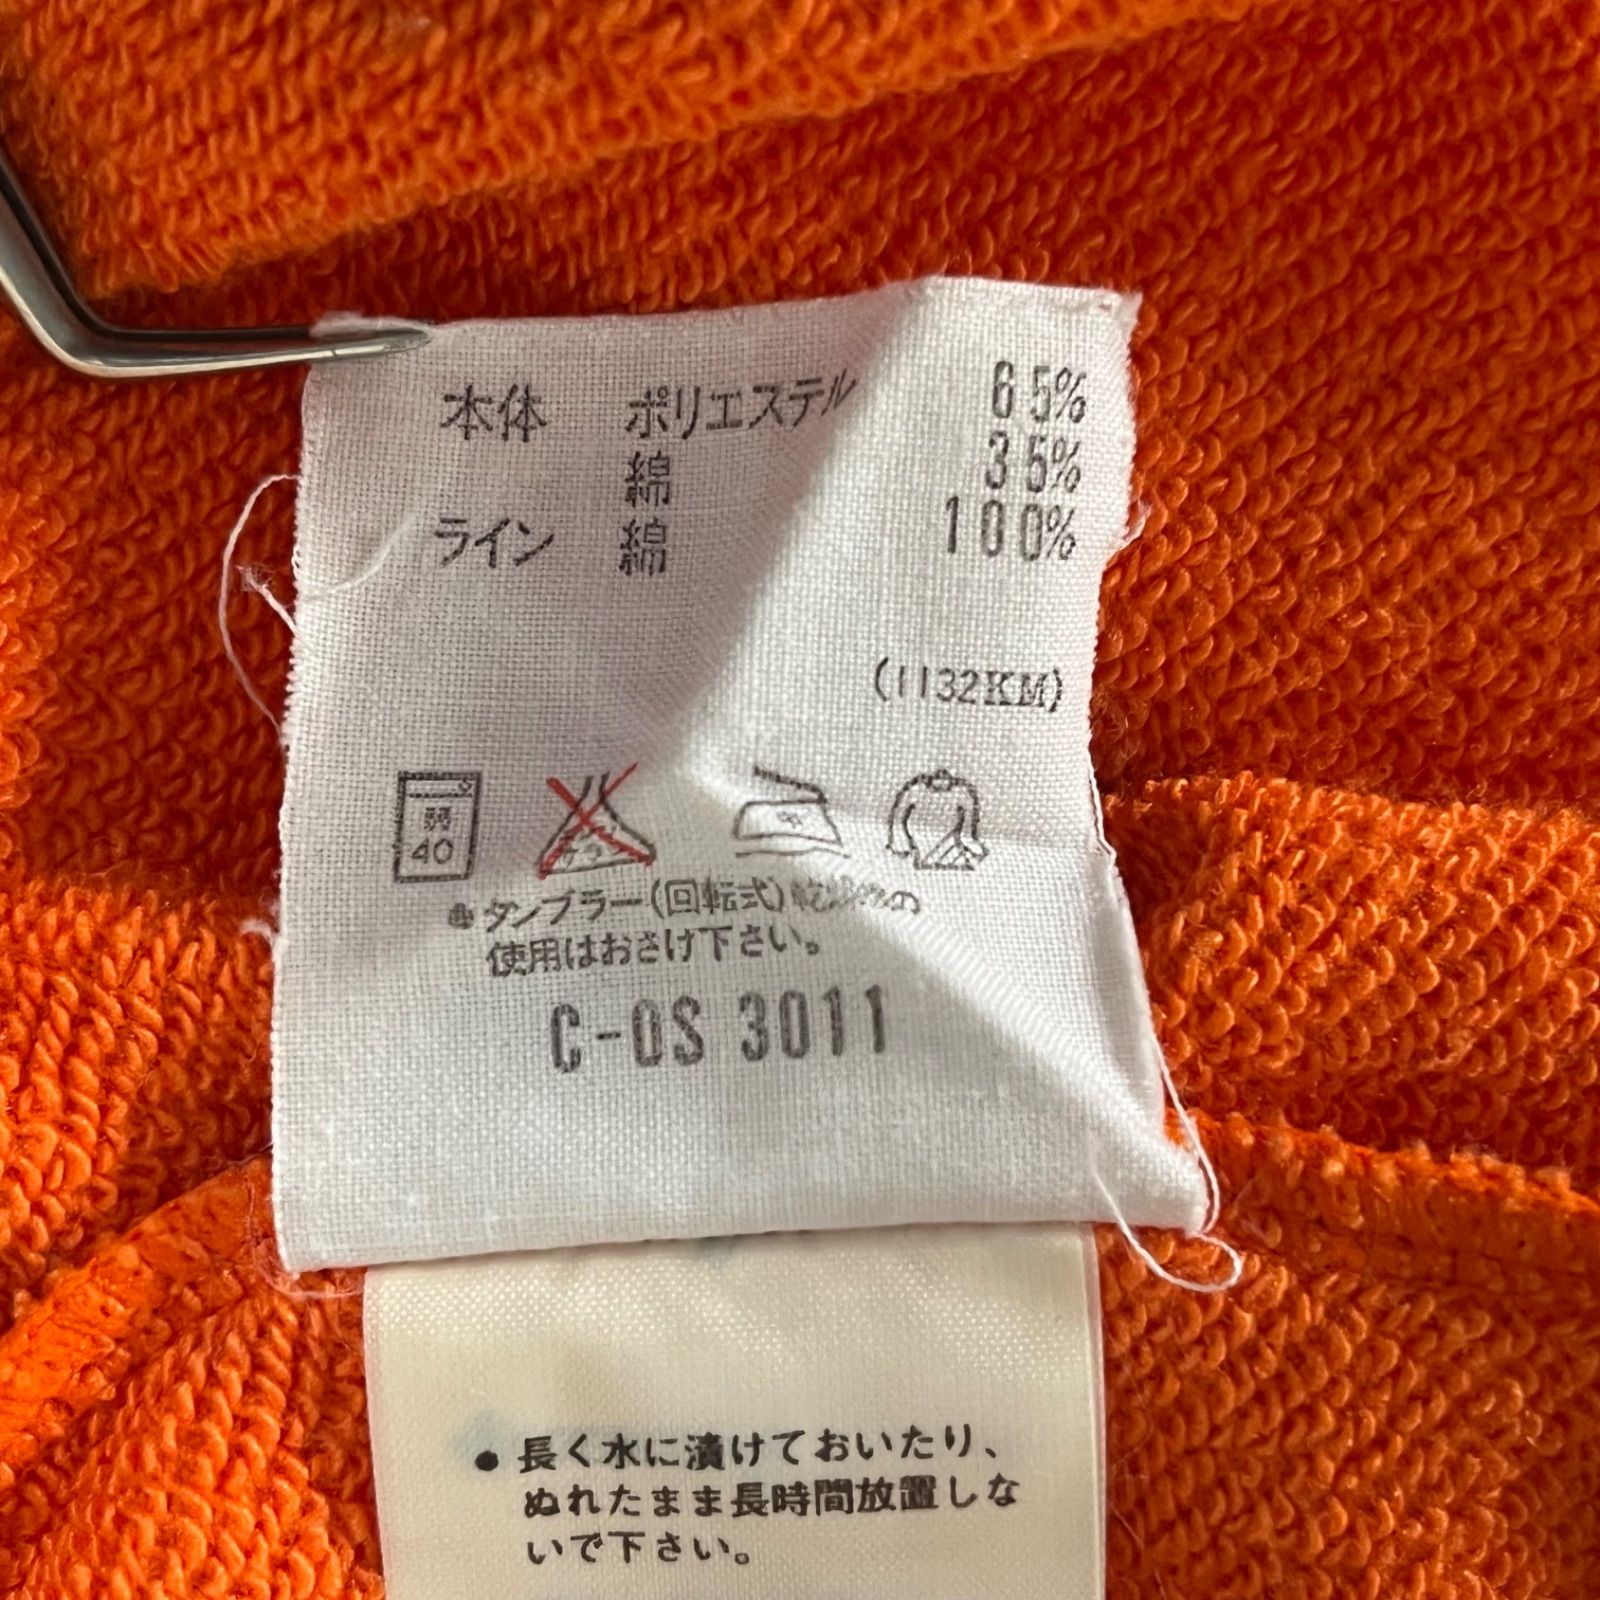 本体 ポリエステル 65%
綿 35%
ライン 綿 100%
(1132KM)
弱
40
タンブラー(回転式)乾燥機の
使用はおさけ下さい。
C-OS 3011
● 長く水に漬けておいたり、
ぬれたまま長時間放置しな
いで下さい。